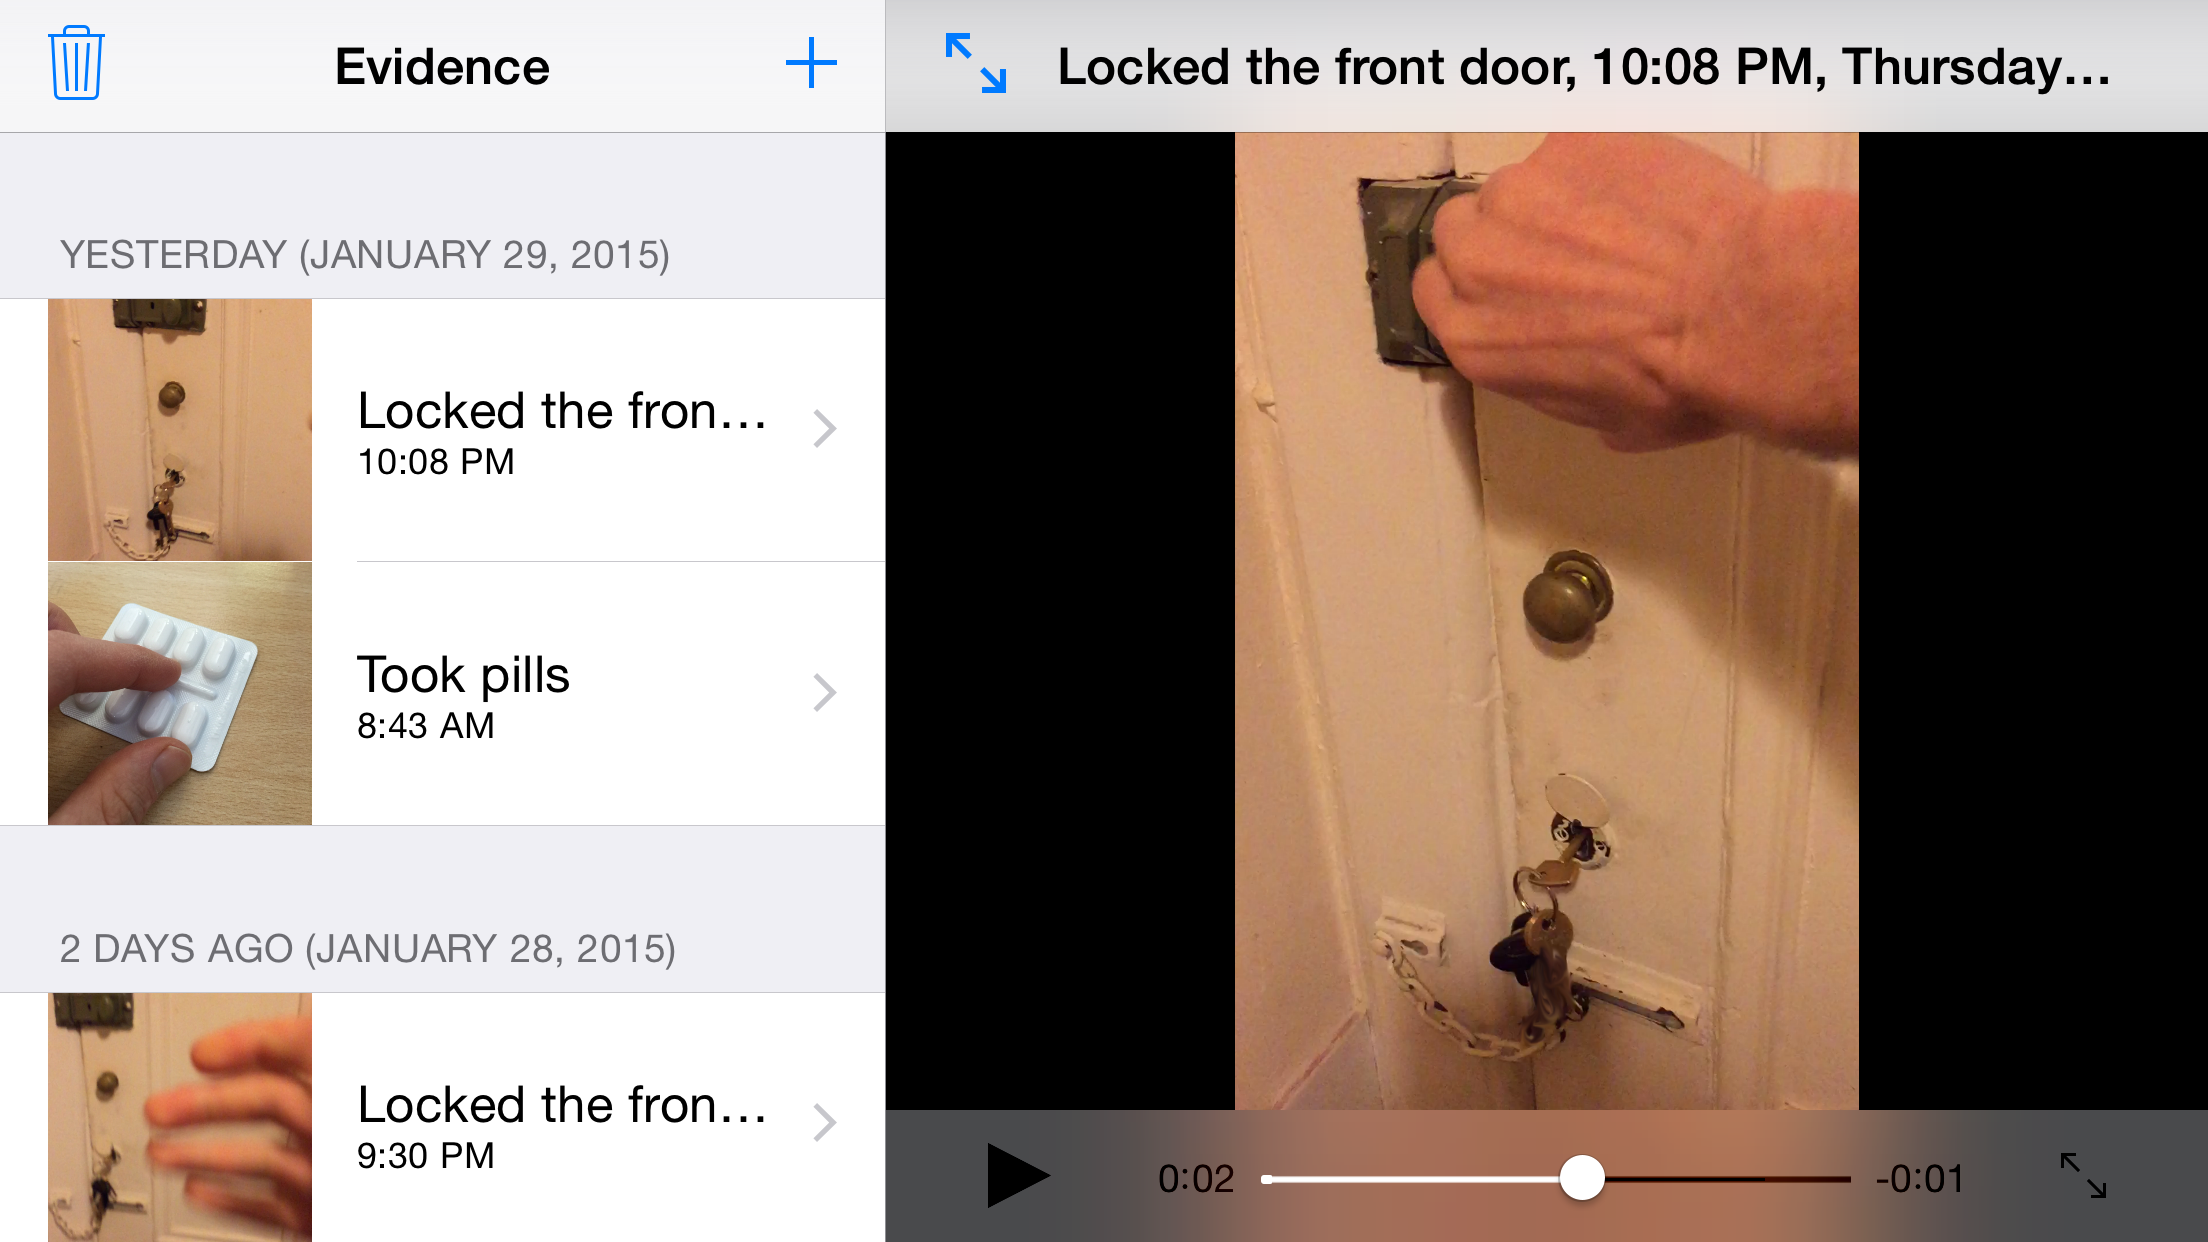 Evidence
Locked the front door, 10:08 PM, Thursday…
YESTERDAY (JANUARY 29, 2015)
Locked the fron…
10:08 PM
Took pills
8:43 AM
2 DAYS AGO (JANUARY 28, 2015)
Locked the fron…
9:30 PM
0:02
-0:01